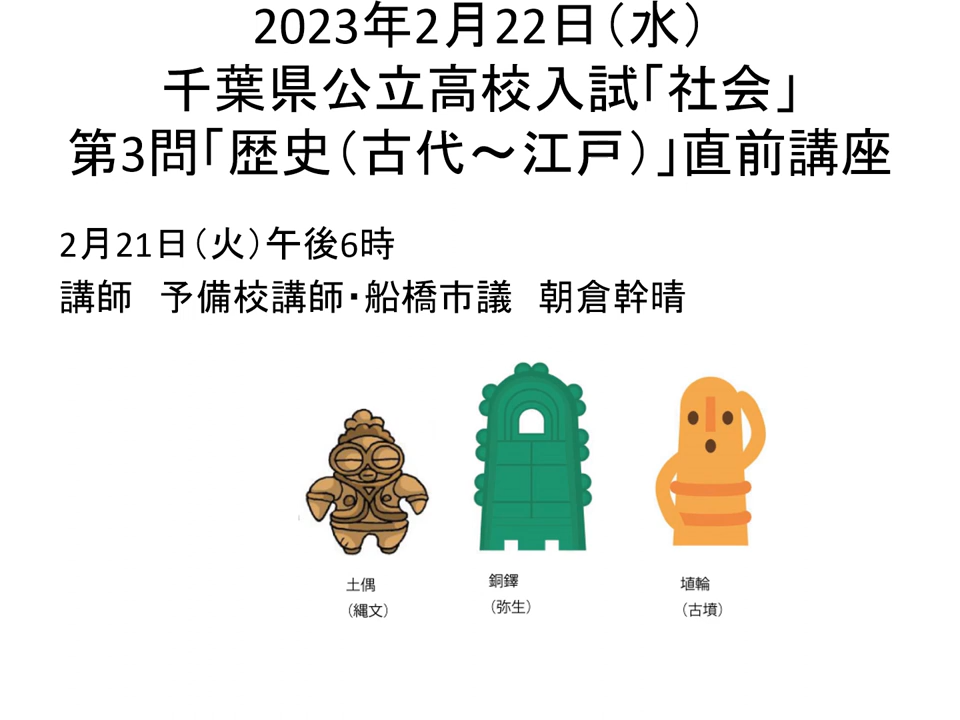 2023年2月22日（水）
千葉県公立高校入試「社会」
第3問「歴史（古代～江戸）」直前講座
2月21日（火）午後6時
講師　予備校講師・船橋市議　朝倉幹晴
土偶
（縄文）
銅鐸
（弥生）
埴輪
（古墳）